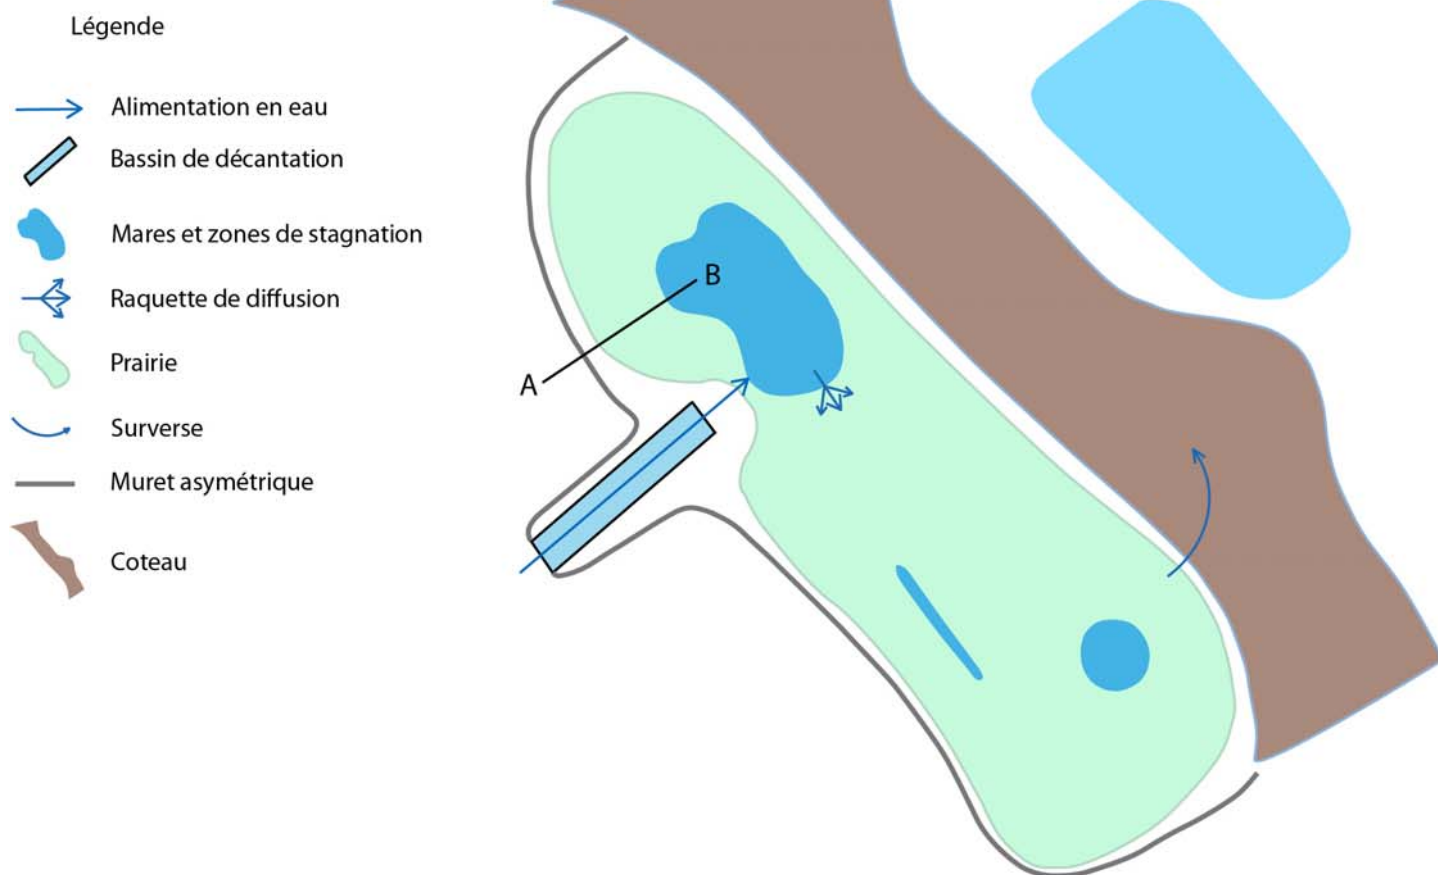 Légende
Alimentation en eau
Bassin de décantation
Mares et zones de stagnation
Raquette de diffusion
Prairie
Surverse
Muret asymétrique
Coteau
B
A